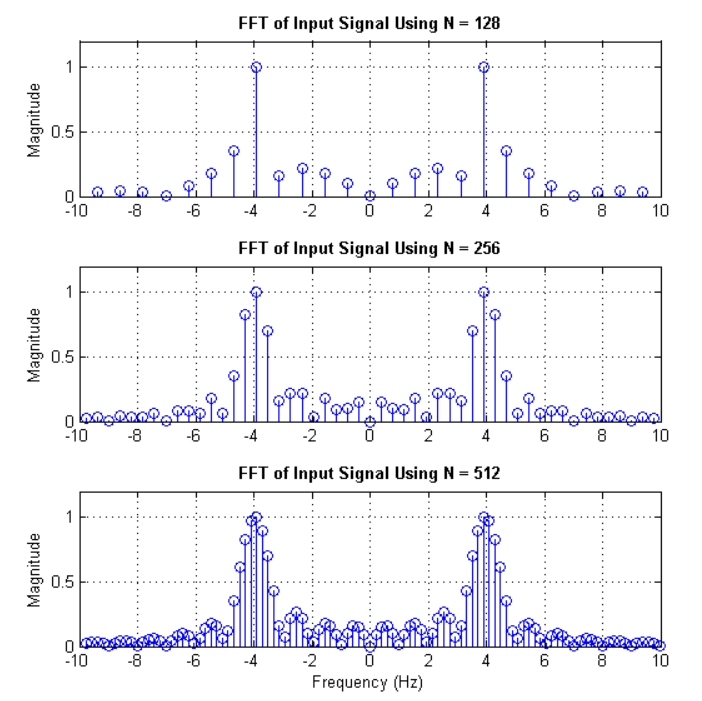 FFT of Input Signal Using N = 128
Magnitude
1
0.5
0
-10 -8 -6 -4 -2 0 2 4 6 8 10
FFT of Input Signal Using N = 256
Magnitude
1
0.5
0
-10 -8 -6 -4 -2 0 2 4 6 8 10
FFT of Input Signal Using N = 512
Magnitude
1
0.5
0
-10 -8 -6 -4 -2 0 2 4 6 8 10
Frequency (Hz)